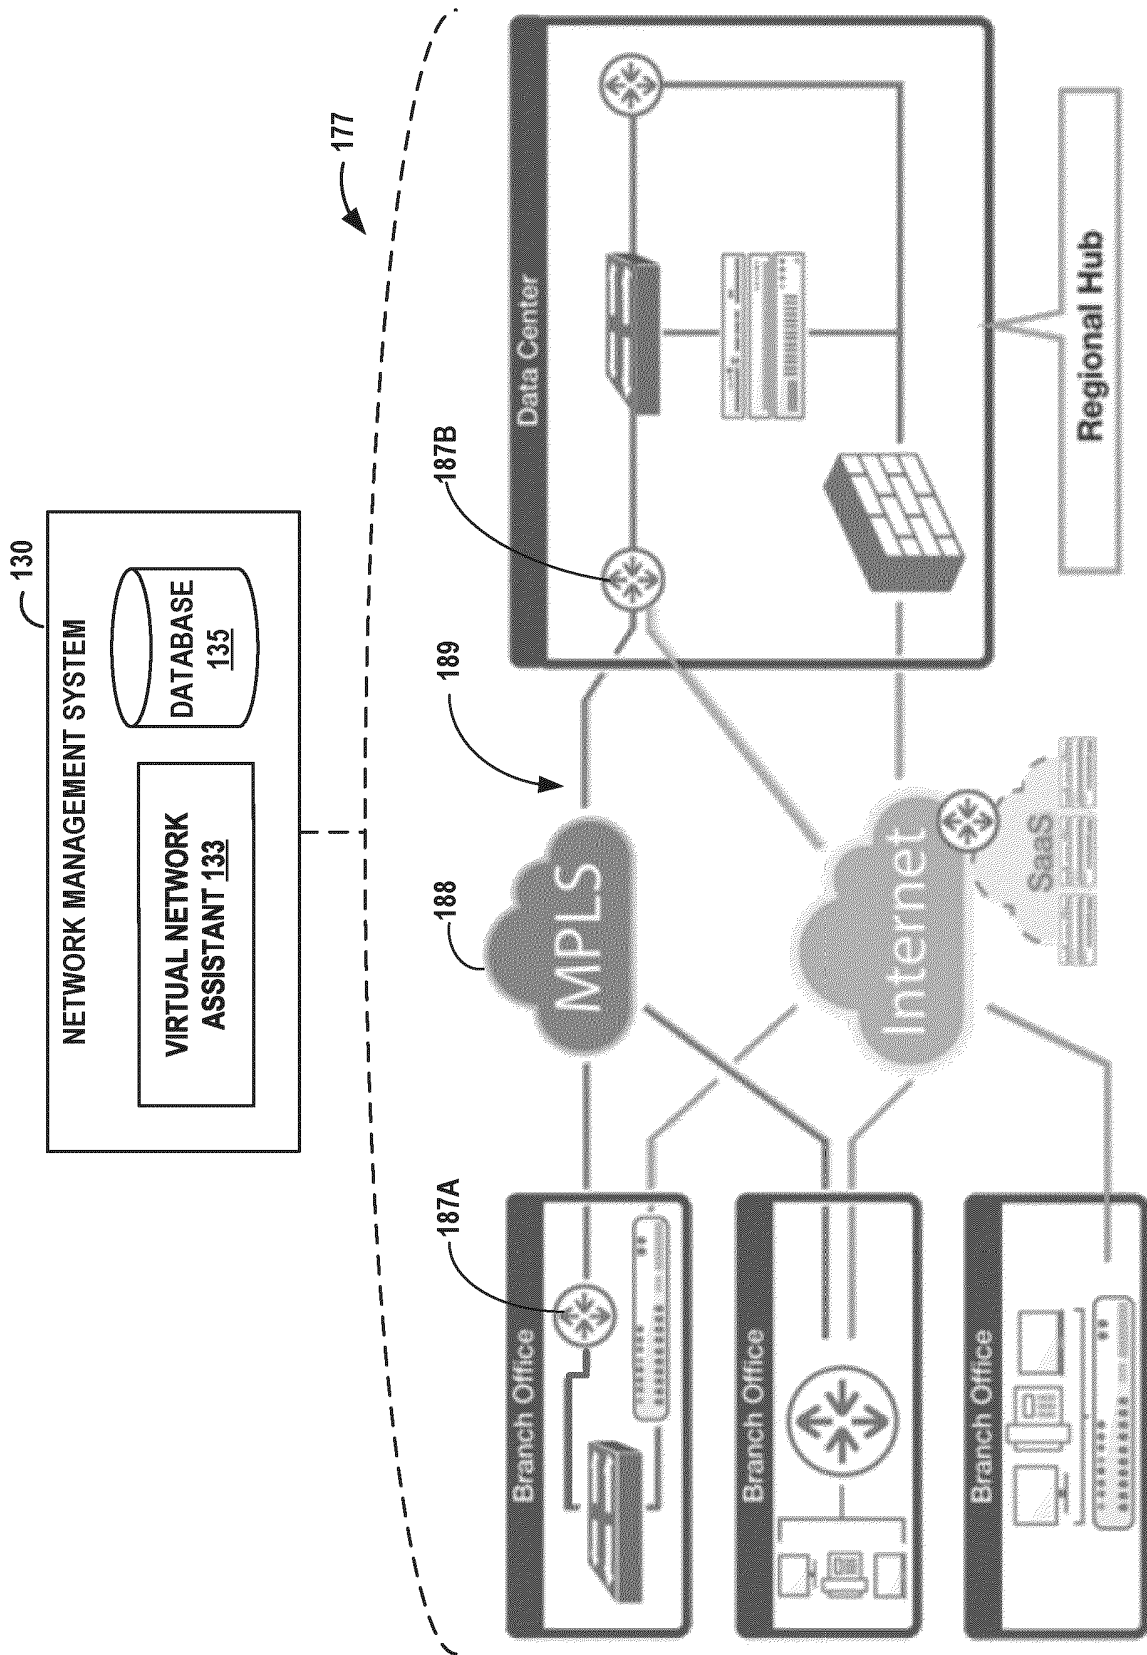 130
NETWORK MANAGEMENT SYSTEM
VIRTUAL NETWORK
ASSISTANT 133
DATABASE
135
177
187A
188
189
187B
Branch Office
MPLS
Data Center
Branch Office
Internet
SaaS
Branch Office
Regional Hub